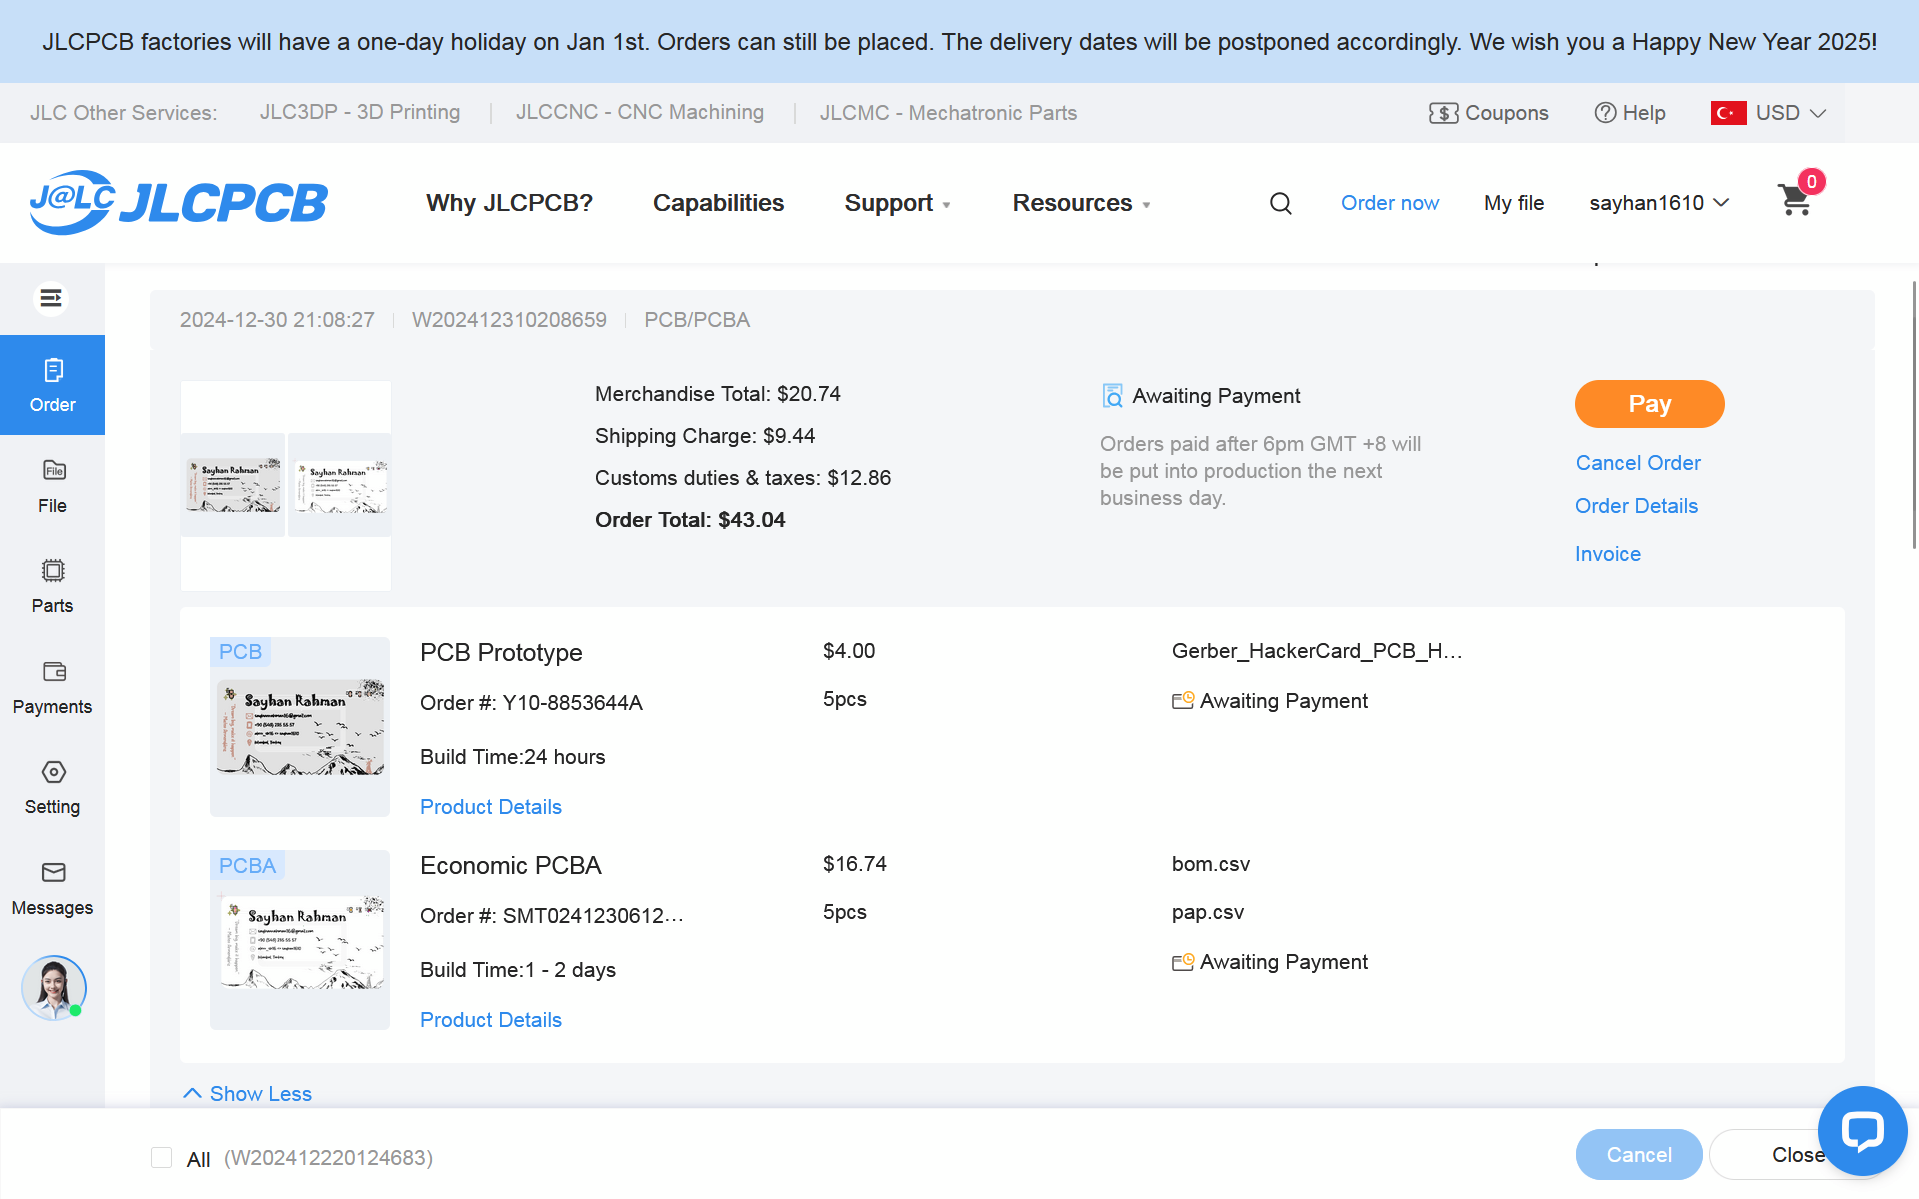 JLCPCB factories will have a one-day holiday on Jan 1st. Orders can still be placed. The delivery dates will be postponed accordingly. We wish you a Happy New Year 2025!
JLC Other Services: JLC3DP - 3D Printing JLCCNC - CNC Machining JLCMC - Mechatronic Parts Coupons Help USD
J@LC JLCPCB Why JLCPCB? Capabilities Support Resources Order now My file sayhan1610 0
2024-12-30 21:08:27 W202412310208659 PCB/PCBA
Order
File
Parts
Payments
Setting
Messages
Sayhan Rahman
Sayhan Rahman
Merchandise Total: $20.74
Shipping Charge: $9.44
Customs duties & taxes: $12.86
Order Total: $43.04
Awaiting Payment
Orders paid after 6pm GMT +8 will
be put into production the next
business day.
Pay
Cancel Order
Order Details
Invoice
PCB
Sayhan Rahman
PCB Prototype
Order #: Y10-8853644A
Build Time:24 hours
Product Details
$4.00
5pcs
Gerber_HackerCard_PCB_H...
Awaiting Payment
PCBA
Sayhan Rahman
Economic PCBA
Order #: SMT0241230612...
Build Time:1 - 2 days
Product Details
$16.74
5pcs
bom.csv
pap.csv
Awaiting Payment
Show Less
All (W202412220124683)
Cancel
Close